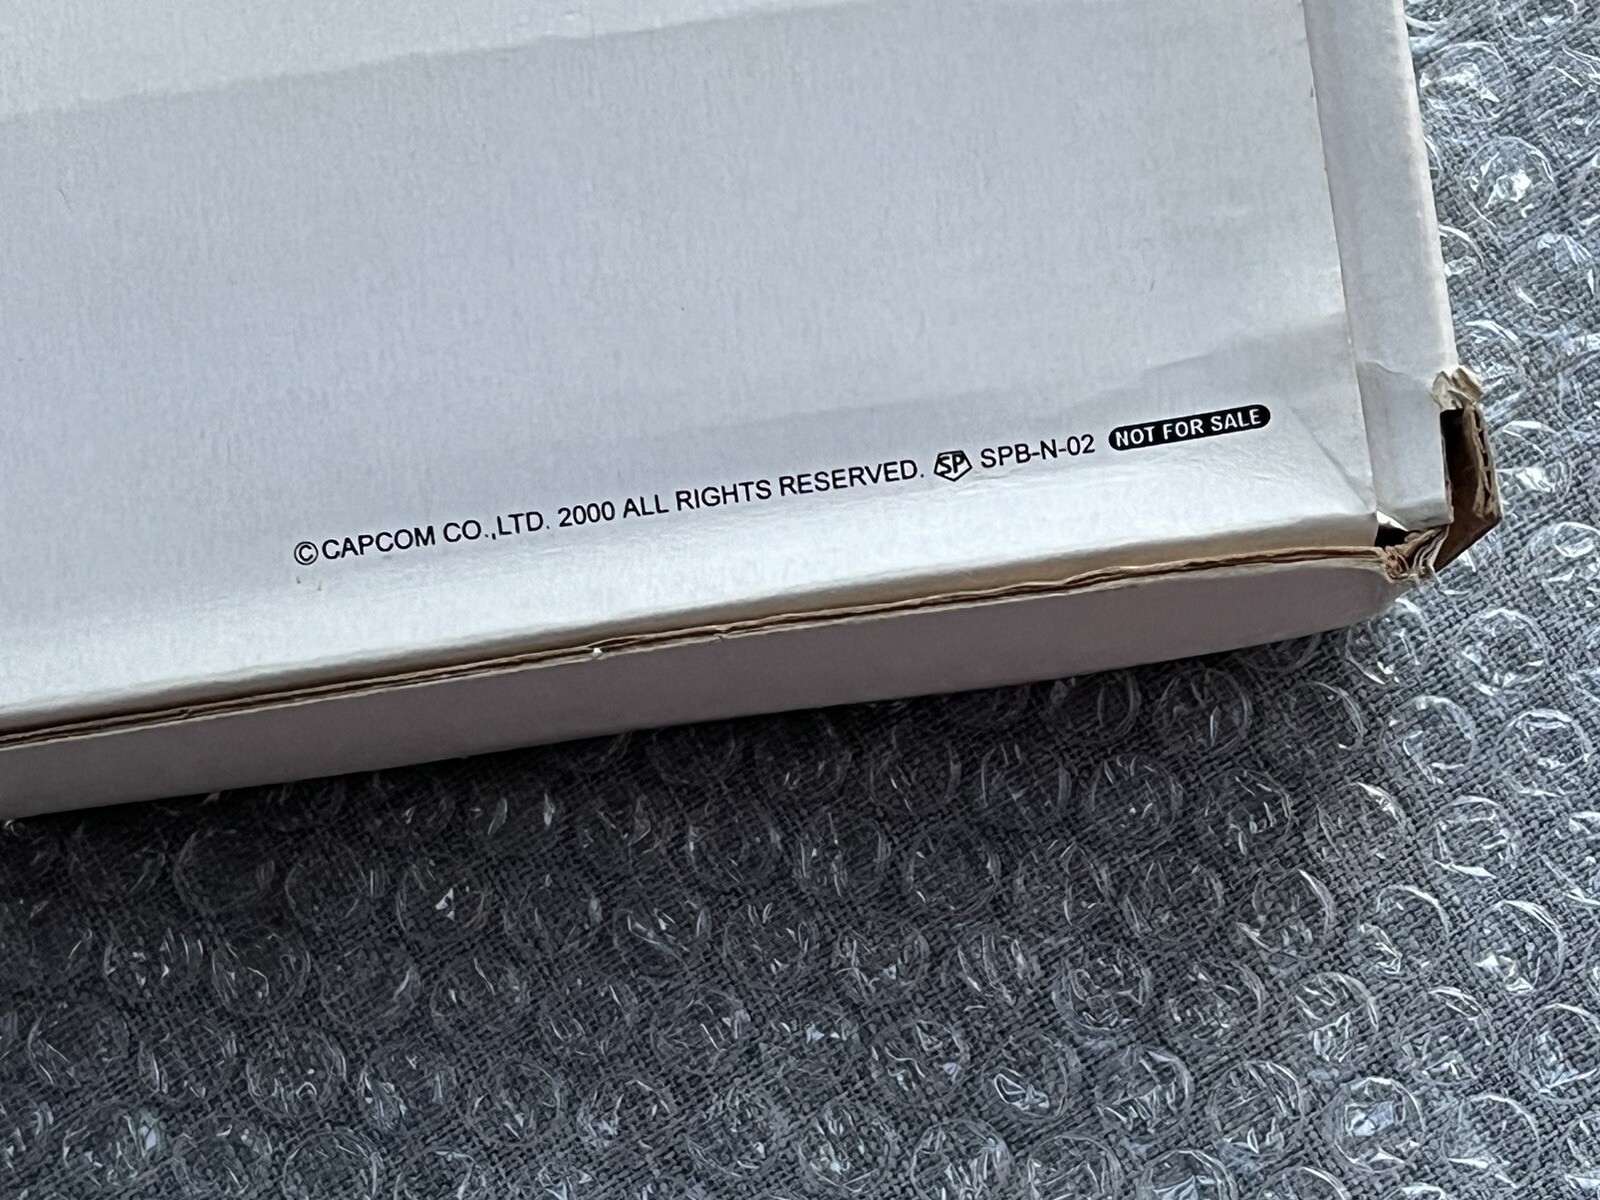 ©CAPCOM CO.,LTD. 2000 ALL RIGHTS RESERVED. SP SPB-N-02 NOT FOR SALE